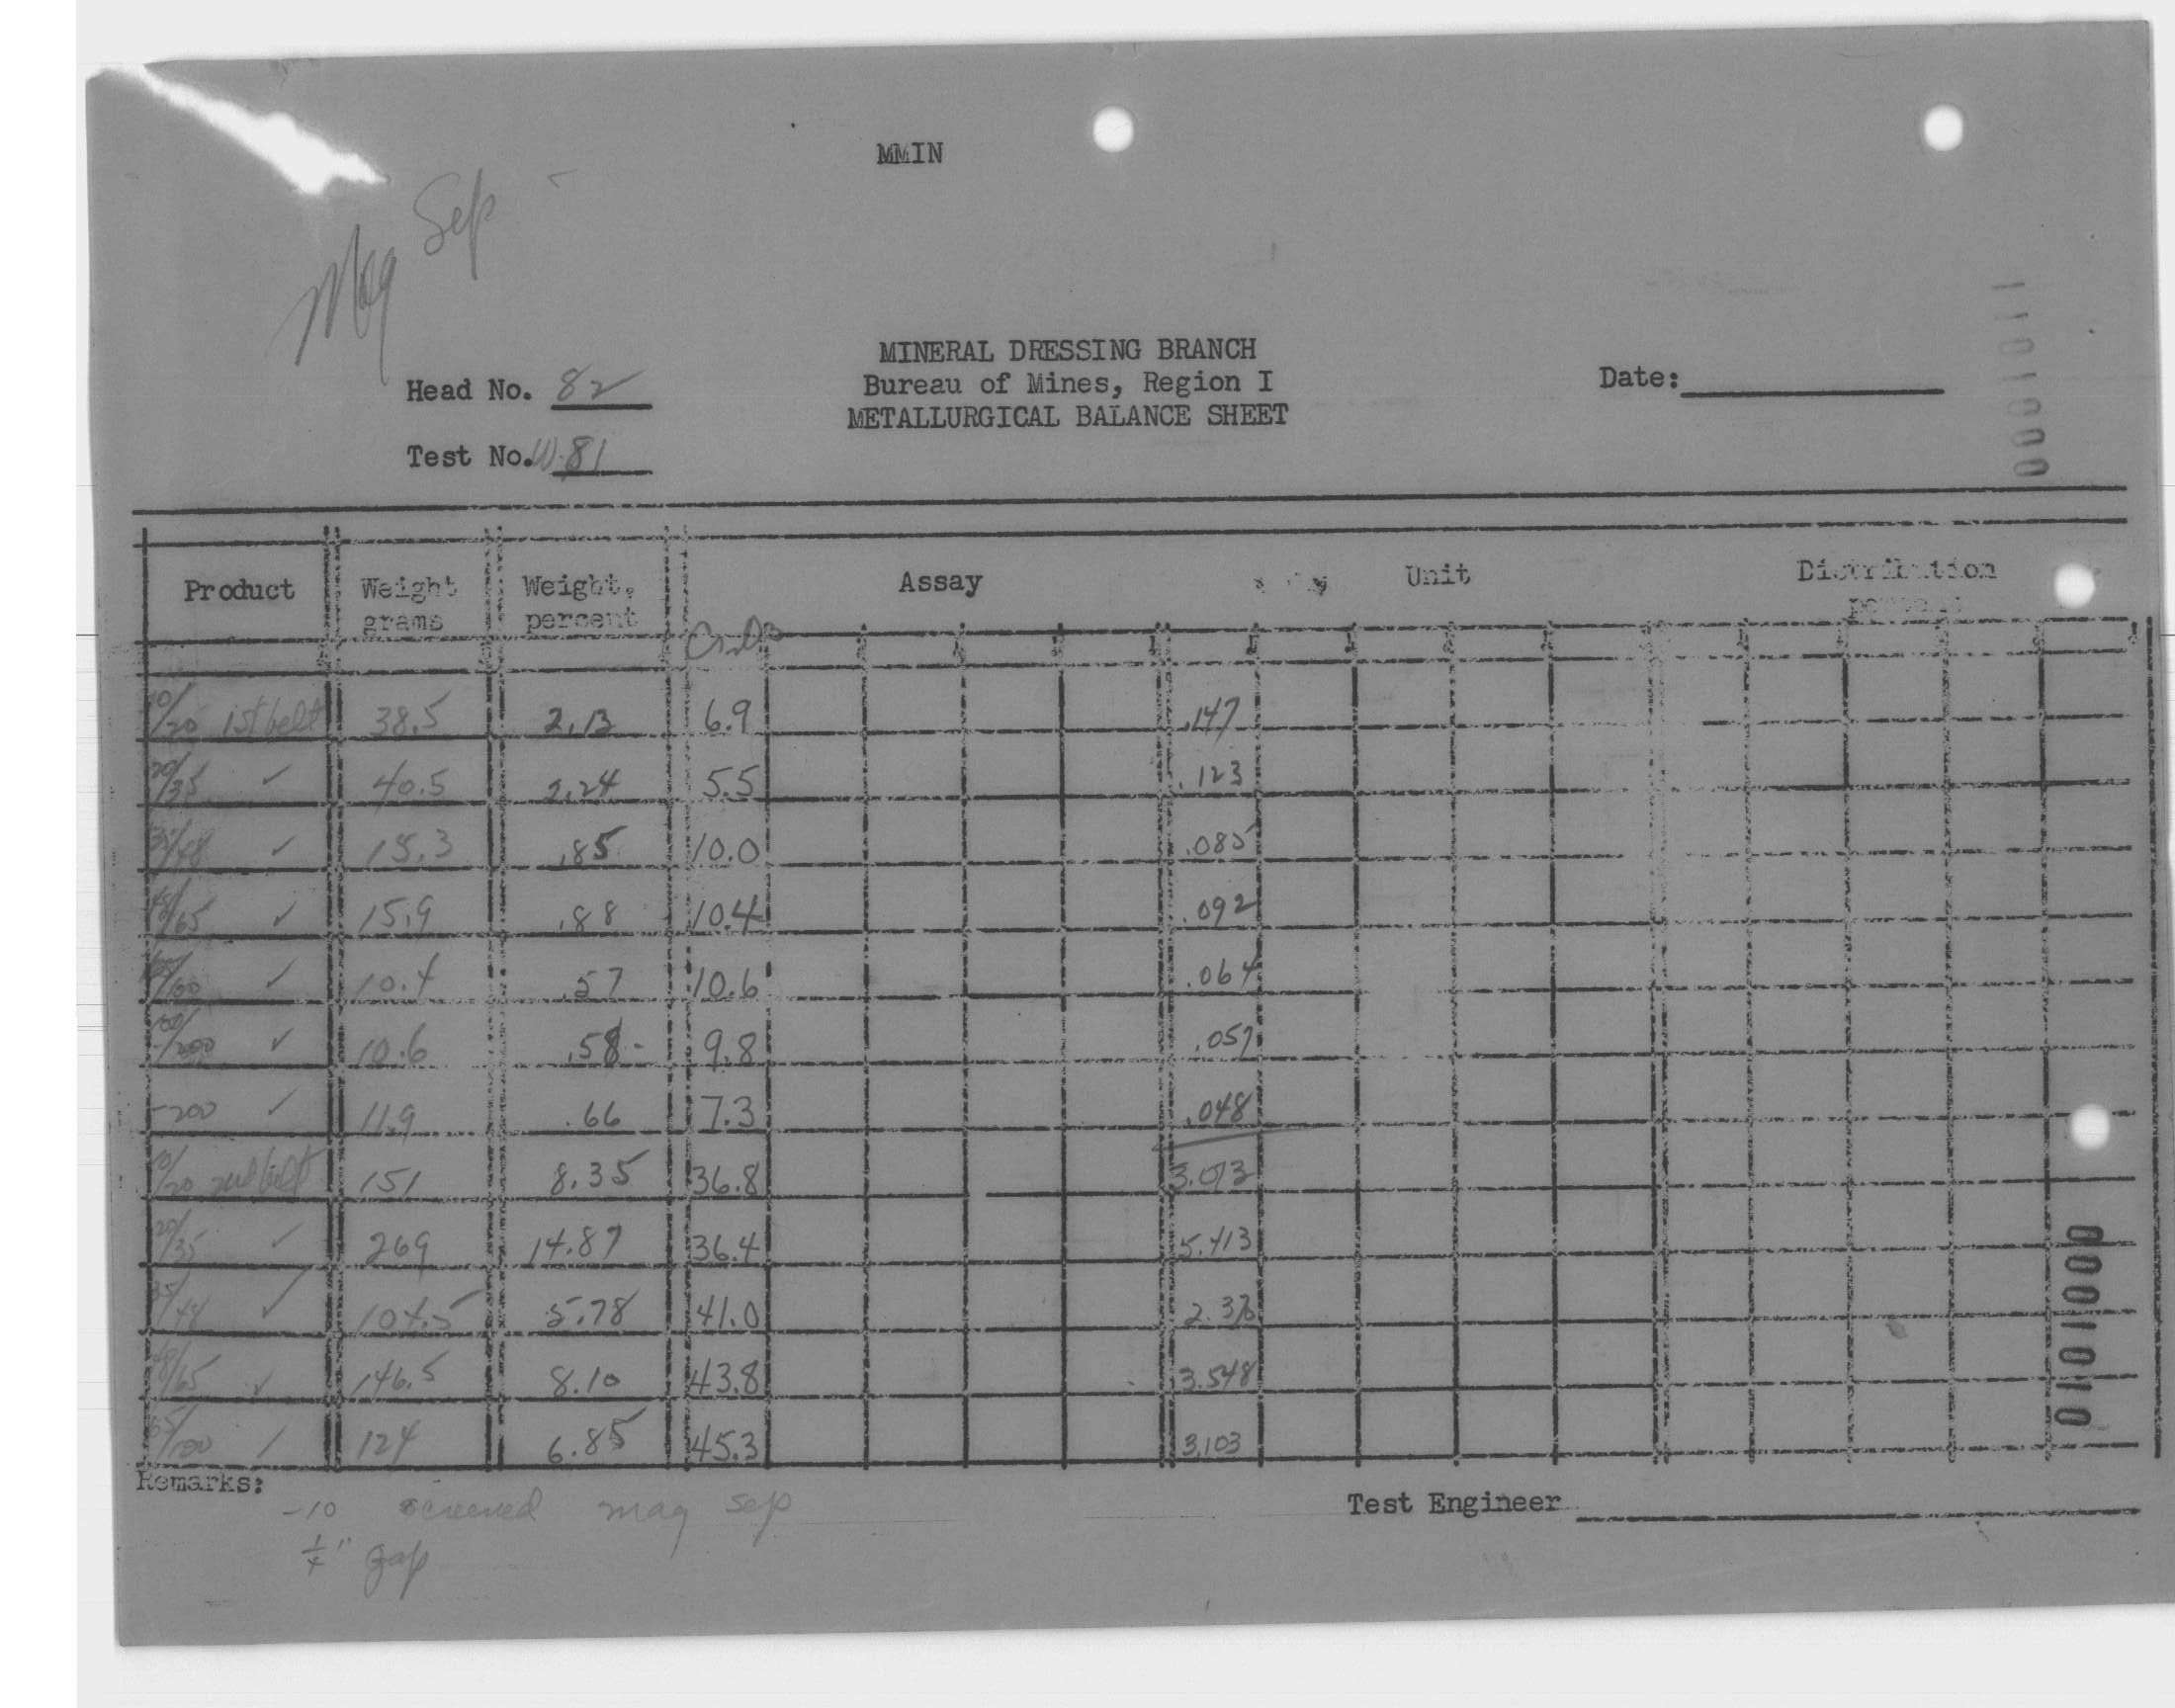 MMIN
Mag Sep
MINERAL DRESSING BRANCH
Head No. 82 Bureau of Mines, Region I Date:
METALLURGICAL BALANCE SHEET
Test No. W.81
0001011
Product Weight grams Weight, percent Assay Unit Distribution percent
Cr2O3
10/20 1st belt 38.5 2.13 6.9 .147
20/35 ✓ 40.5 2.24 5.5 .123
35/48 ✓ 15.3 .85 10.0 .085
48/65 ✓ 15.9 .88 10.4 .092
65/100 ✓ 10.4 .57 10.6 .064
100/200 ✓ 10.6 .58 9.8 .057
-200 ✓ 11.9 .66 7.3 .048
10/20 2nd belt 151 8.35 36.8 3.073
20/35 ✓ 269 14.87 36.4 5.413
35/48 ✓ 104.5 5.78 41.0 2.370
48/65 ✓ 146.5 8.10 43.8 3.548
65/100 ✓ 124 6.85 45.3 3.103
0001010
Remarks:
-10 screened mag sep
Test Engineer
1/4" gap